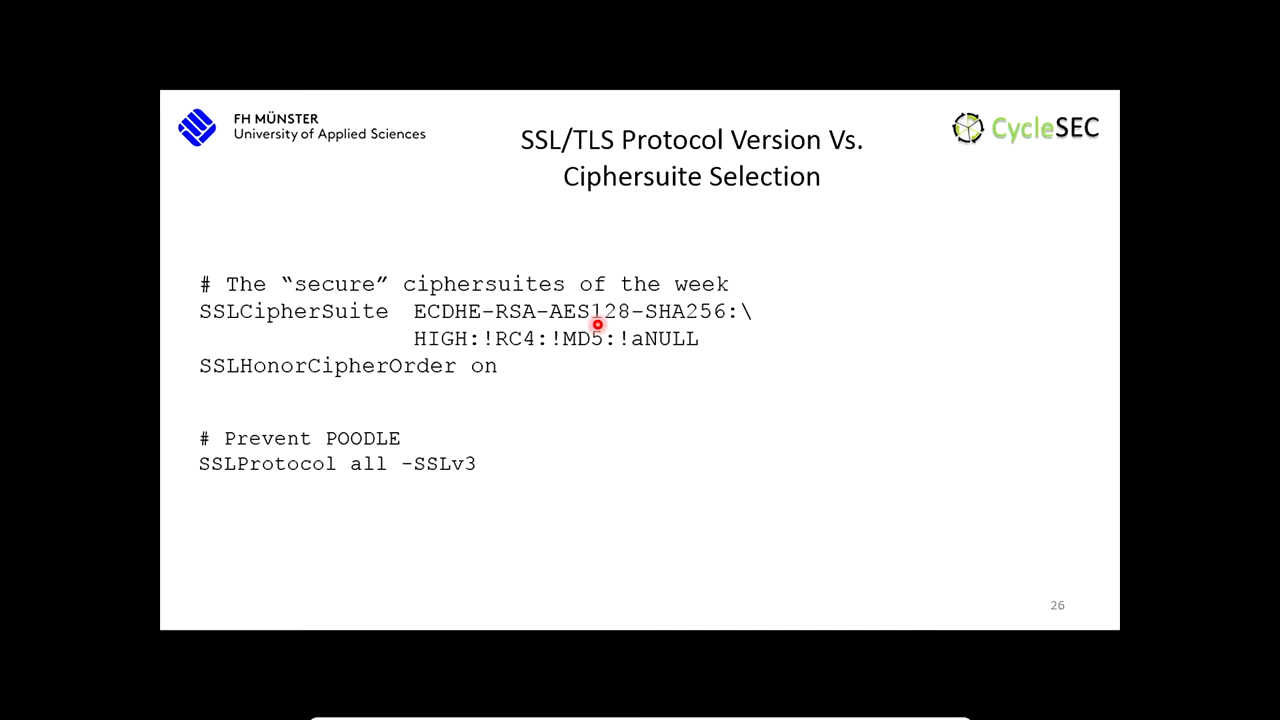 FH MÜNSTER
University of Applied Sciences
CycleSEC
SSL/TLS Protocol Version Vs.
Ciphersuite Selection
# The “secure” ciphersuites of the week
SSLCipherSuite ECDHE-RSA-AES128-SHA256:\
HIGH:!RC4:!MD5:!aNULL
SSLHonorCipherOrder on
# Prevent POODLE
SSLProtocol all -SSLv3
26